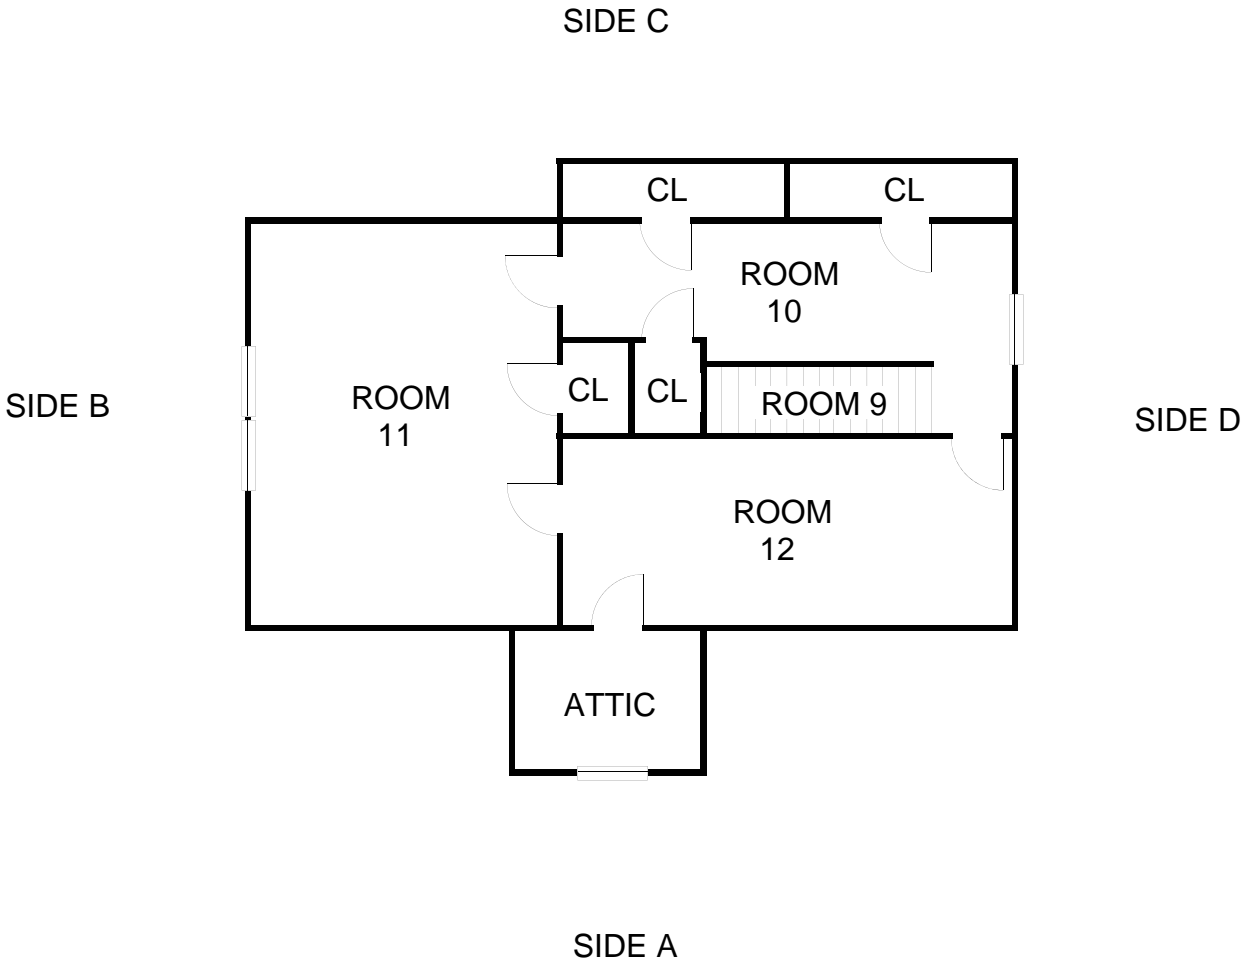 SIDE C
CL
CL
ROOM
10
ROOM
11
CL
CL
ROOM 9
SIDE B
SIDE D
ROOM
12
ATTIC
SIDE A